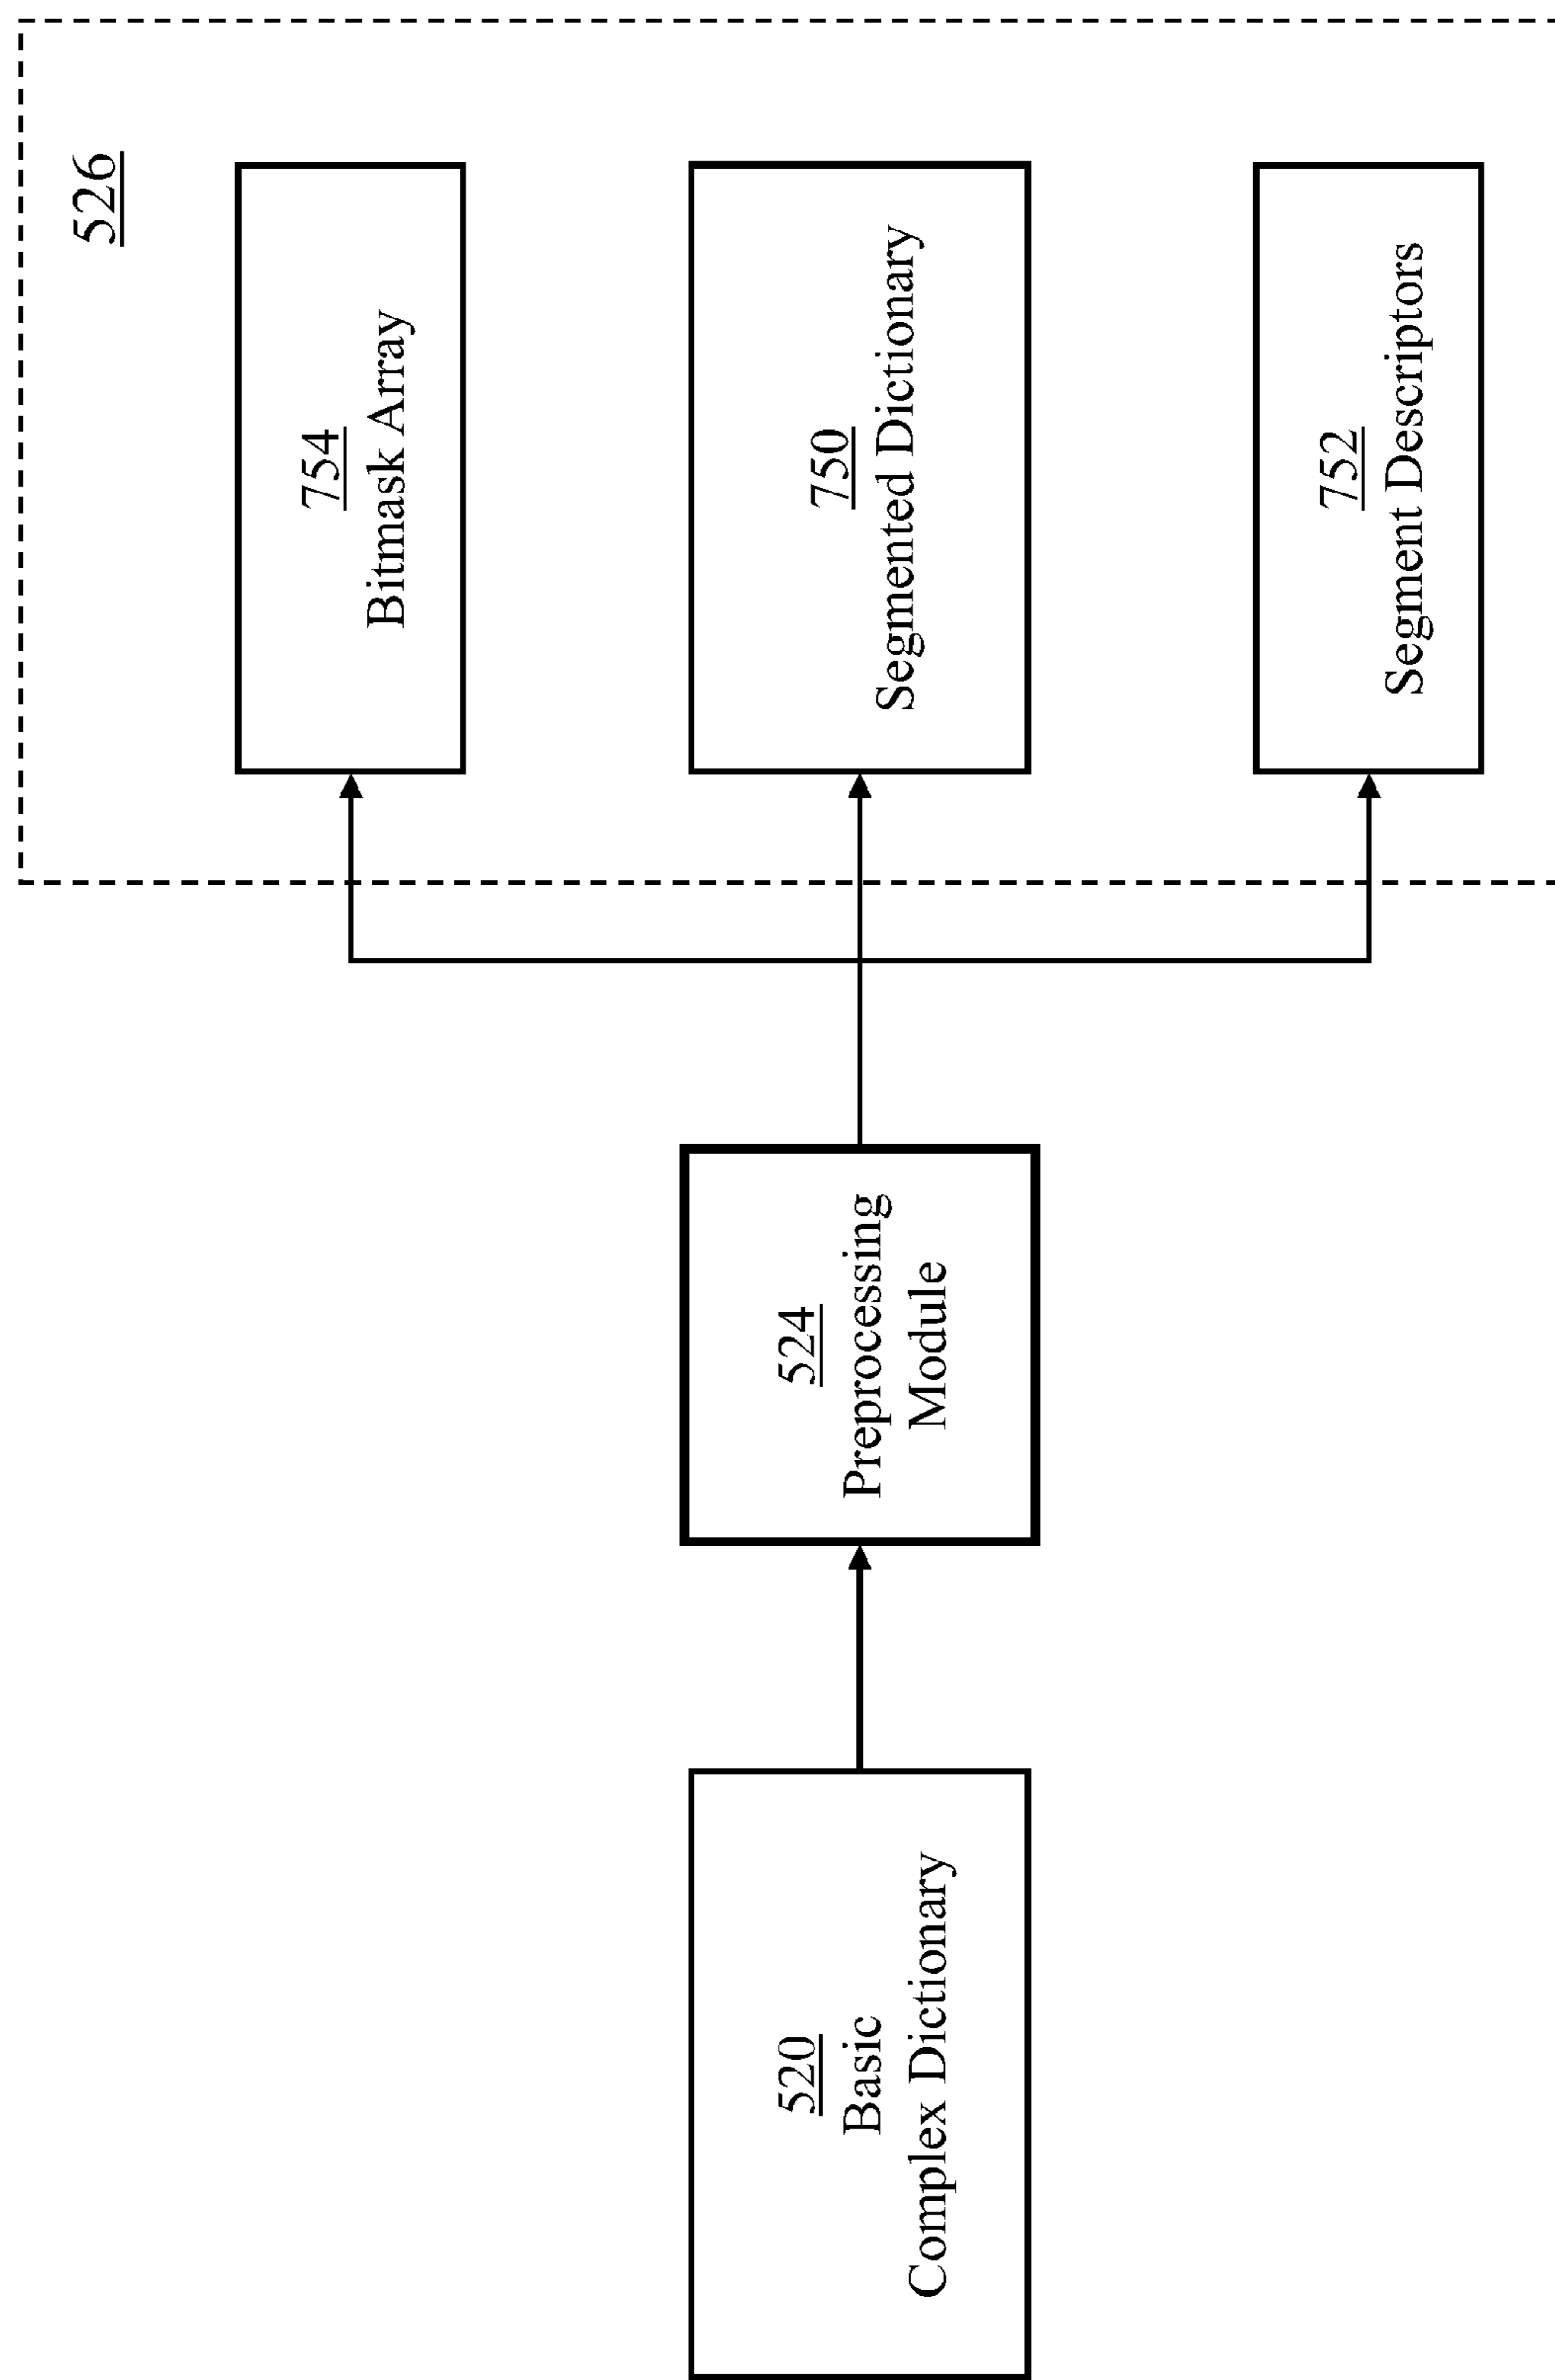 526
754
Bitmask Array
750
Segmented Dictionary
752
Segment Descriptors
524
Preprocessing
Module
520
Basic
Complex Dictionary